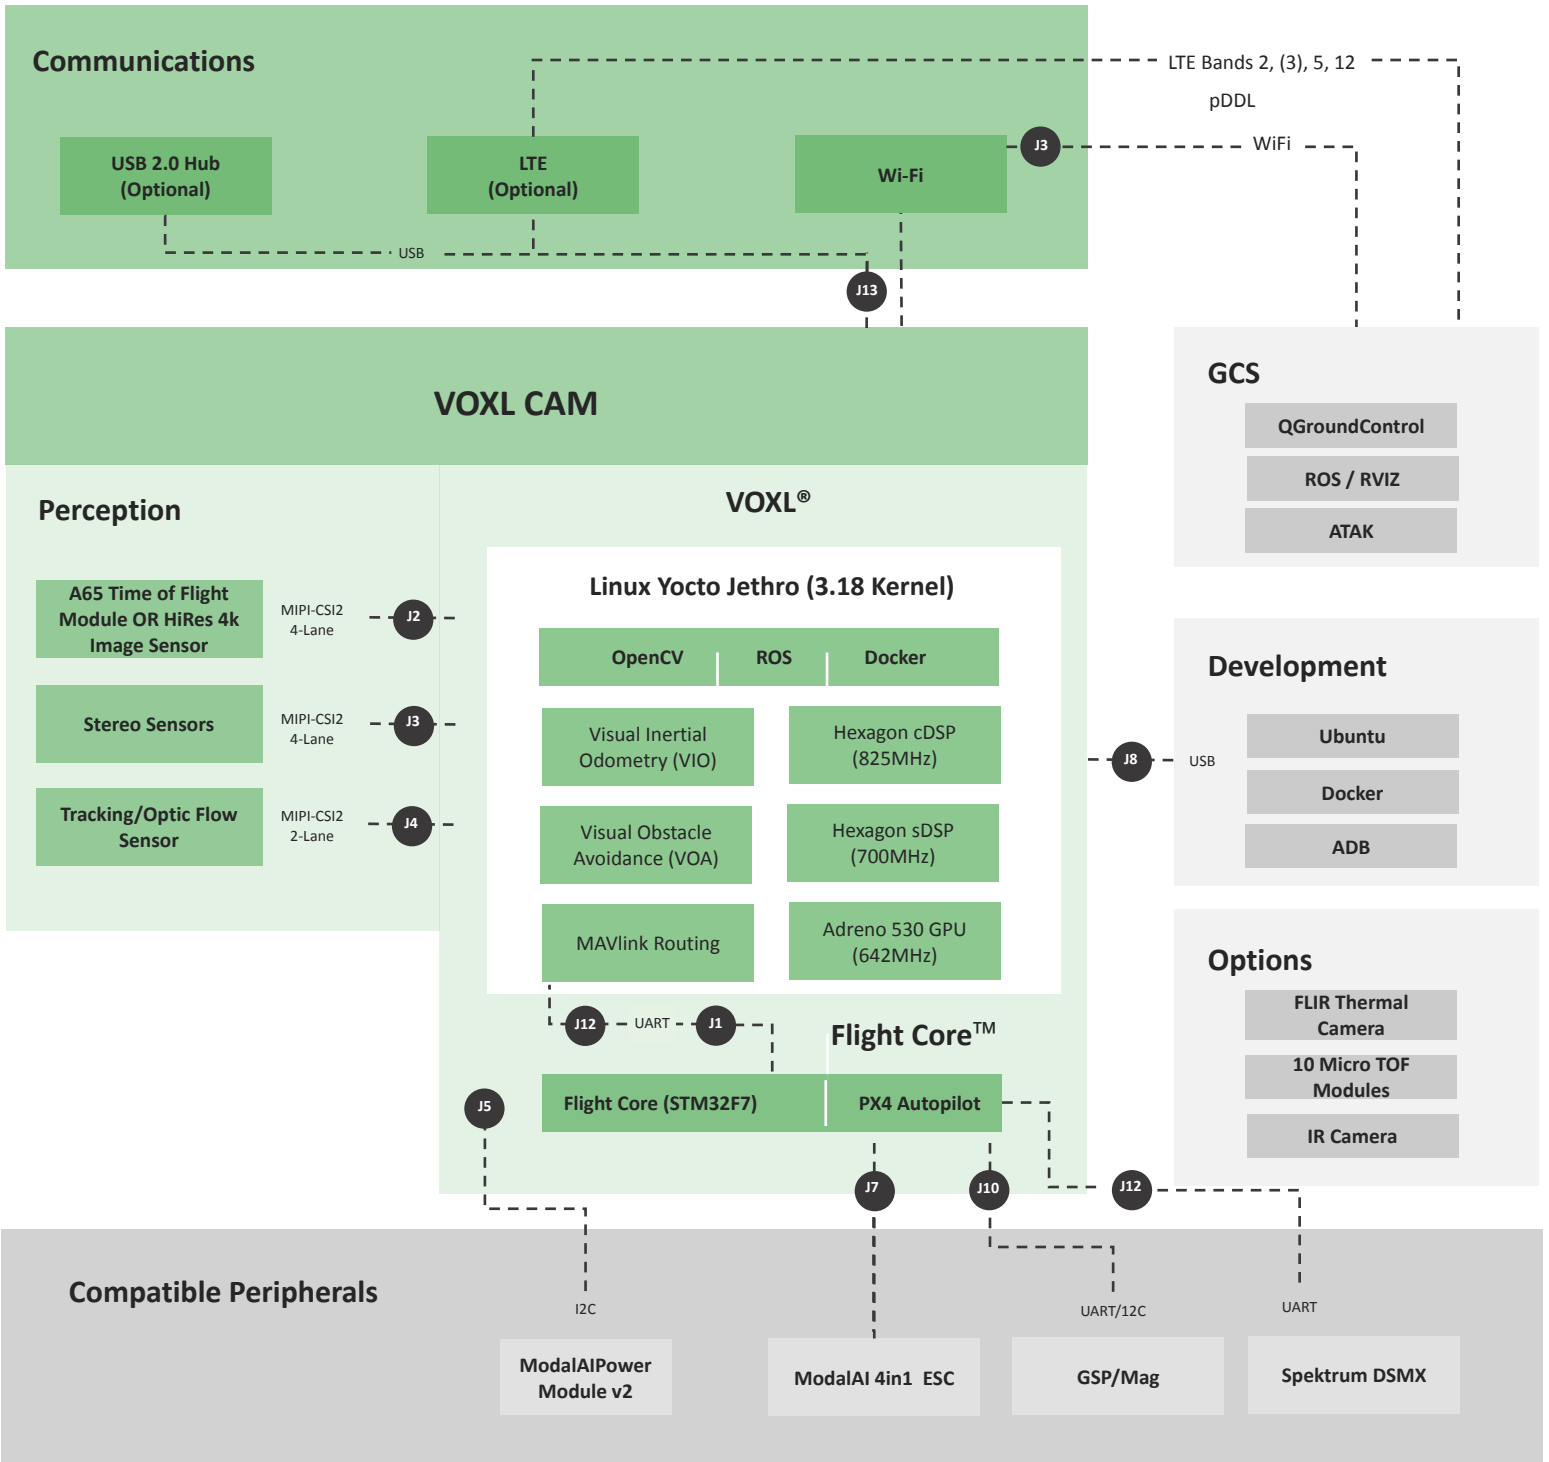 Communications
LTE Bands 2, (3), 5, 12
pDDL
USB 2.0 Hub
(Optional)
LTE
(Optional)
Wi-Fi
J3
WiFi
USB
J13
VOXL CAM
GCS
QGroundControl
ROS / RVIZ
ATAK
Perception
A65 Time of Flight
Module OR HiRes 4k
Image Sensor
MIPI-CSI2
4-Lane
J2
Stereo Sensors
MIPI-CSI2
4-Lane
J3
Tracking/Optic Flow
Sensor
MIPI-CSI2
2-Lane
J4
VOXL®
Linux Yocto Jethro (3.18 Kernel)
OpenCV
ROS
Docker
Visual Inertial
Odometry (VIO)
Hexagon cDSP
(825MHz)
Visual Obstacle
Avoidance (VOA)
Hexagon sDSP
(700MHz)
MAVlink Routing
Adreno 530 GPU
(642MHz)
J8
USB
Development
Ubuntu
Docker
ADB
Options
FLIR Thermal
Camera
10 Micro TOF
Modules
IR Camera
J12
UART
J1
Flight Core™
Flight Core (STM32F7)
PX4 Autopilot
J5
J7
J10
J12
Compatible Peripherals
I2C
UART/12C
UART
ModalAIPower
Module v2
ModalAI 4in1 ESC
GSP/Mag
Spektrum DSMX